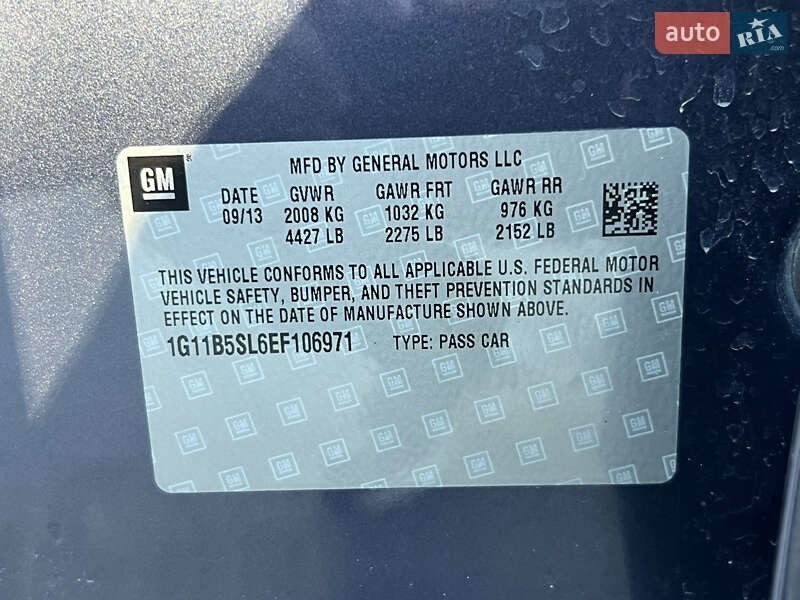 auto RIA .com
GM ® MFD BY GENERAL MOTORS LLC
DATE GVWR GAWR FRT GAWR RR
09/13 2008 KG 1032 KG 976 KG
4427 LB 2275 LB 2152 LB
THIS VEHICLE CONFORMS TO ALL APPLICABLE U.S. FEDERAL MOTOR
VEHICLE SAFETY, BUMPER, AND THEFT PREVENTION STANDARDS IN
EFFECT ON THE DATE OF MANUFACTURE SHOWN ABOVE.
1G11B5SL6EF106971 TYPE: PASS CAR